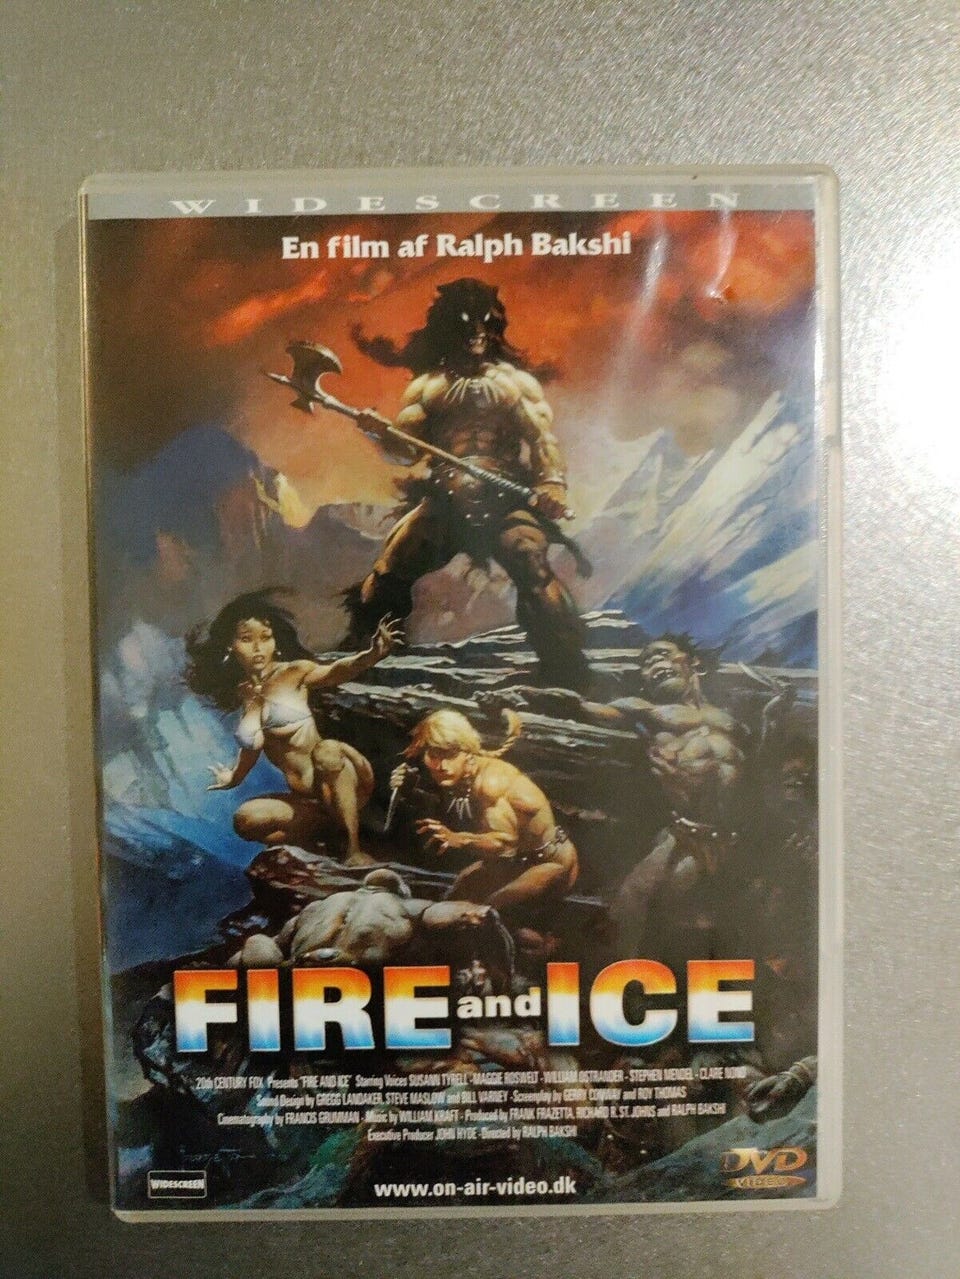 WIDESCREEN
En film af Ralph Bakshi
FIRE and ICE
20th CENTURY FOX Presents "FIRE AND ICE" Starring Voices SUSANN TYRELL - MAGGIE ROSWELT - WILLIAM OSTRANDER - STEPHEN MENDEL - CLARE NONO
Sound Design by GREGG LANDAKER, STEVE MASLOW and BILL VARNEY - Screenplay by GERRY CONWAY and ROY THOMAS
Cinematography by FRANCIS GRUMMAN - Music by WILLIAM KRAFT - Produced by FRANK FRAZETTA, RICHARD R. ST. JOHNS and RALPH BAKSHI
Executive Producer JOHN HYDE - Directed by RALPH BAKSHI
WIDESCREEN
www.on-air-video.dk
DVD
VIDEO